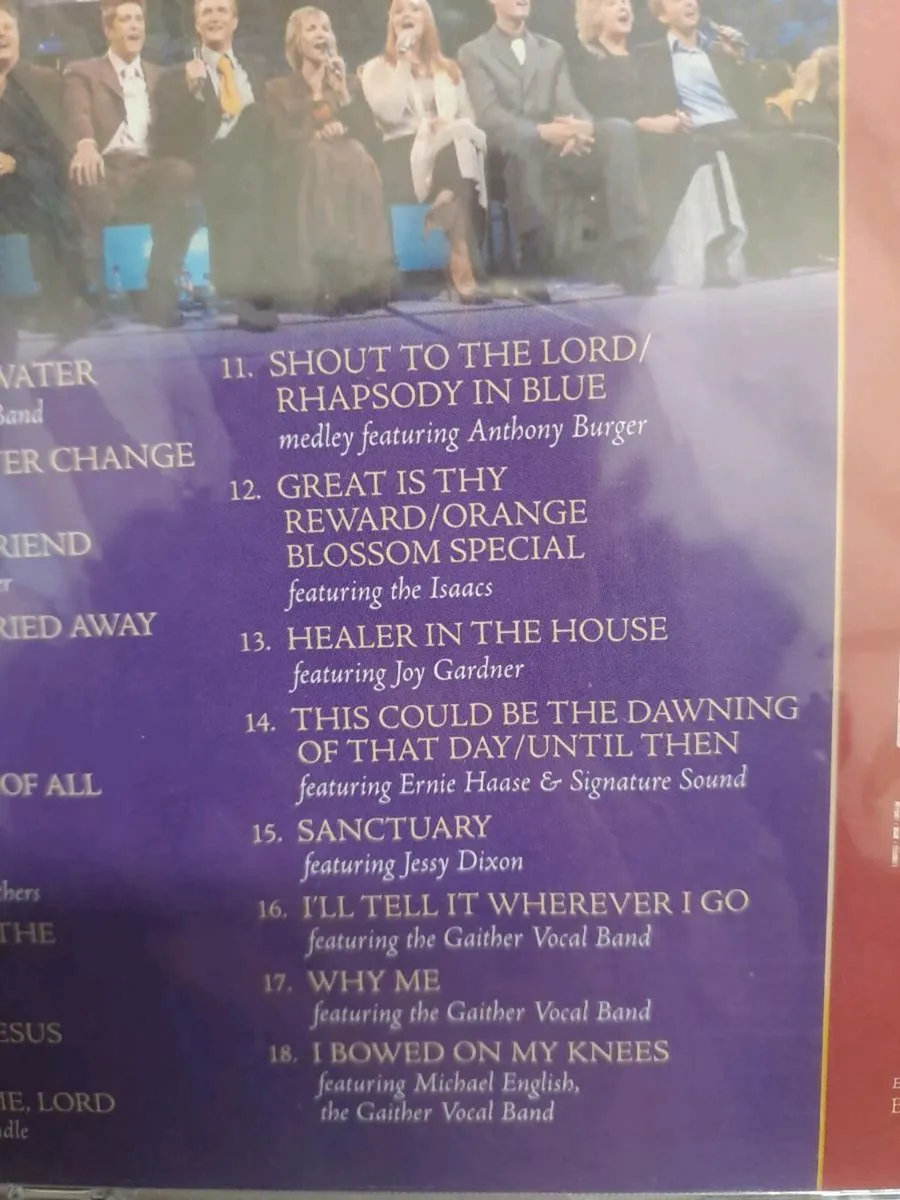 WATER
Band
ER CHANGE
RIEND
er
RIED AWAY
OF ALL
thers
THE
ESUS
ME, LORD
dle
11. SHOUT TO THE LORD/
RHAPSODY IN BLUE
medley featuring Anthony Burger
12. GREAT IS THY
REWARD/ORANGE
BLOSSOM SPECIAL
featuring the Isaacs
13. HEALER IN THE HOUSE
featuring Joy Gardner
14. THIS COULD BE THE DAWNING
OF THAT DAY/UNTIL THEN
featuring Ernie Haase & Signature Sound
15. SANCTUARY
featuring Jessy Dixon
16. I'LL TELL IT WHEREVER I GO
featuring the Gaither Vocal Band
17. WHY ME
featuring the Gaither Vocal Band
18. I BOWED ON MY KNEES
featuring Michael English,
the Gaither Vocal Band